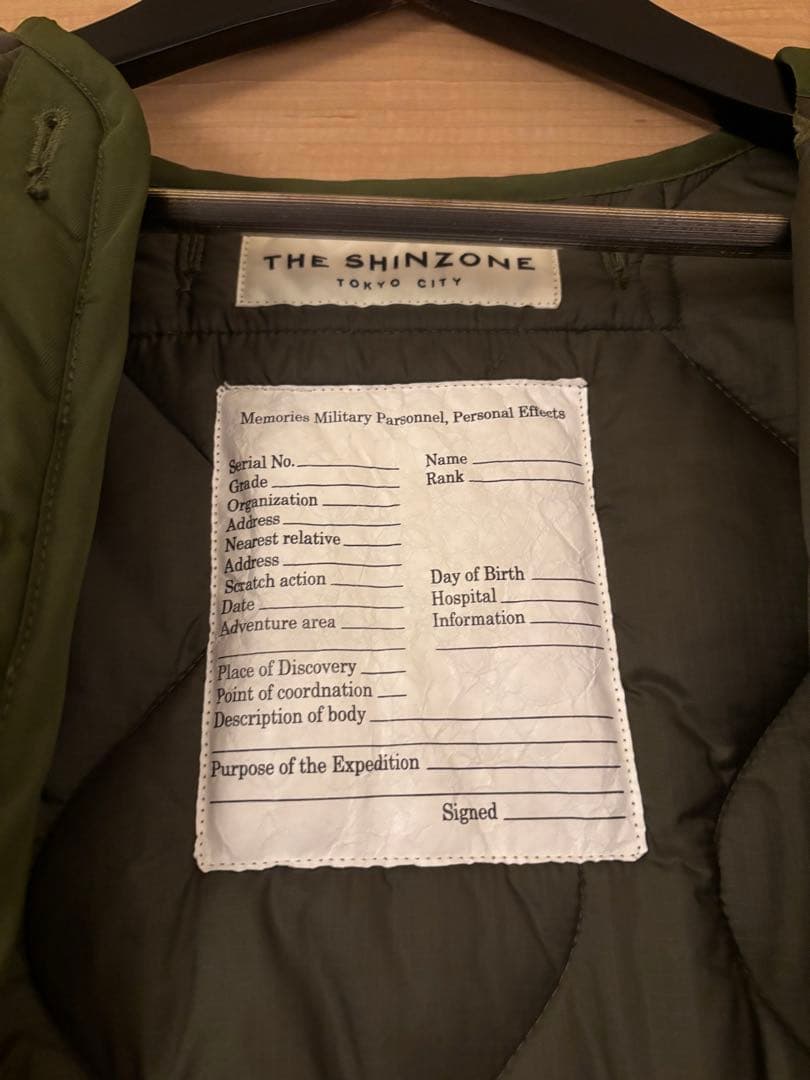 THE SHINZONE
TOKYO CITY
Memories Military Parsonnel, Personal Effects
Serial No.
Name
Grade
Rank
Organization
Address
Nearest relative
Address
Scratch action
Day of Birth
Date
Hospital
Adventure area
Information
Place of Discovery
Point of coordnation
Description of body
Purpose of the Expedition
Signed